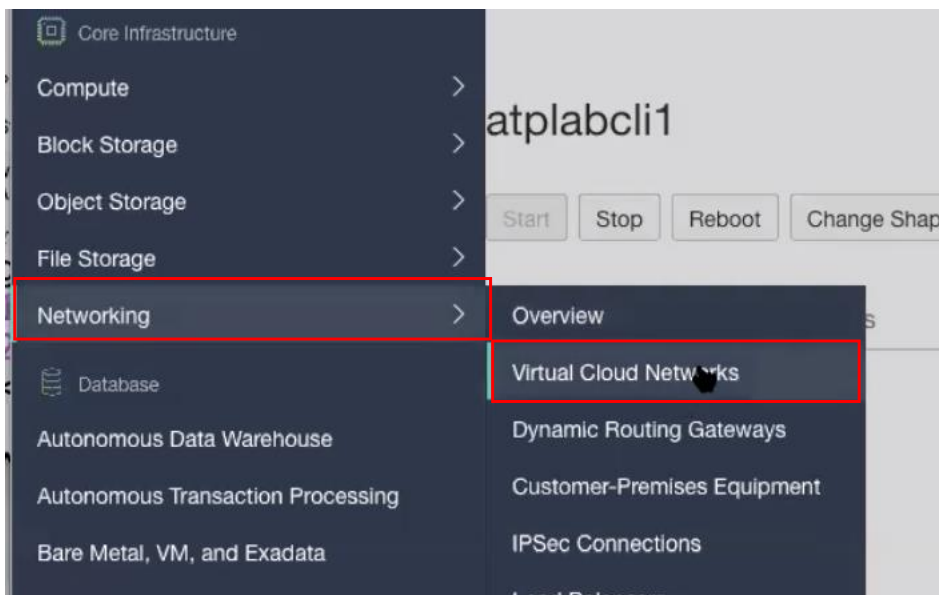 Core Infrastructure
Compute
Block Storage
Object Storage
File Storage
Networking
Database
Autonomous Data Warehouse
Autonomous Transaction Processing
Bare Metal, VM, and Exadata
atplabcli1
Start
Stop
Reboot
Change Shap
Overview
Virtual Cloud Networks
Dynamic Routing Gateways
Customer-Premises Equipment
IPSec Connections